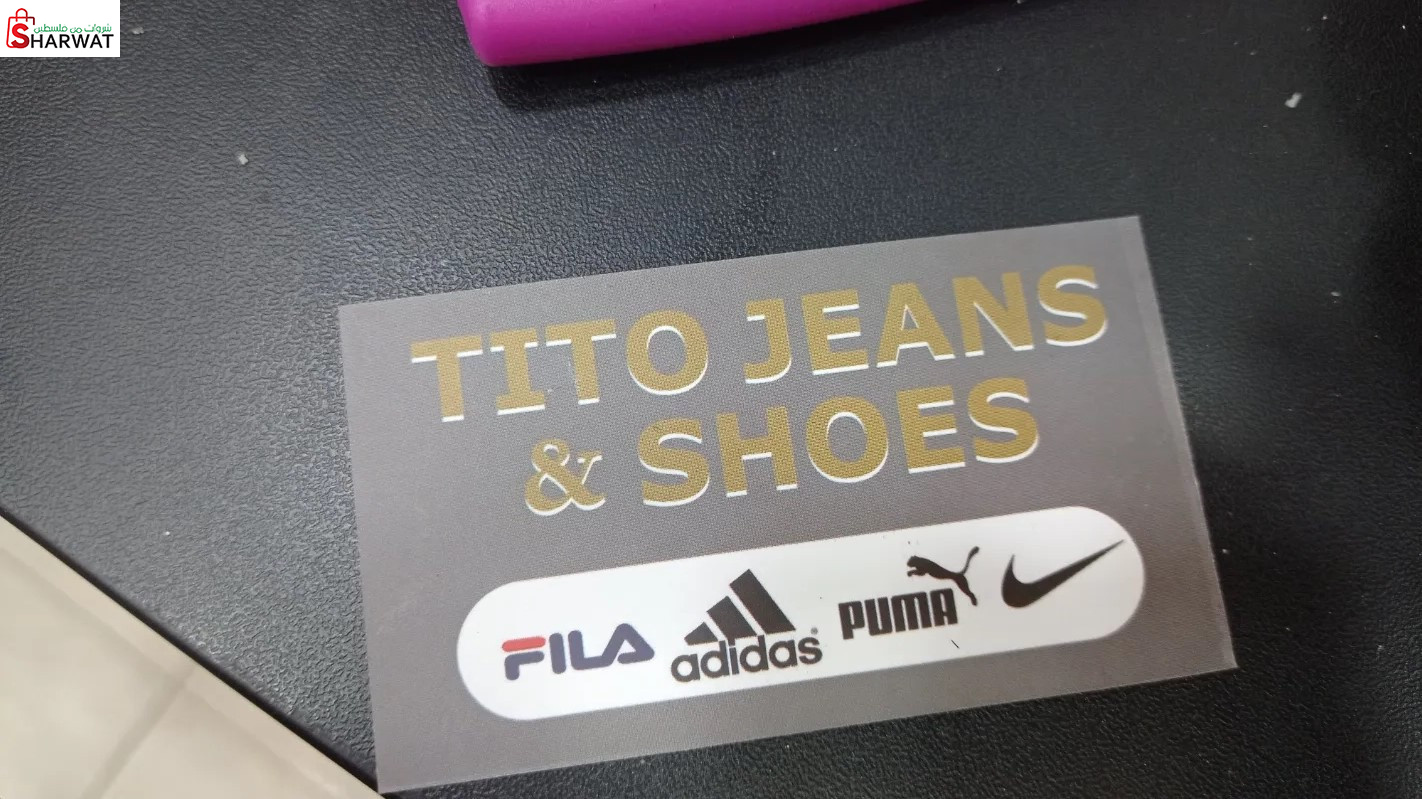 شروات من فلسطين
SHARWAT
TITO JEANS
& SHOES
FILA
adidas®
PUMA